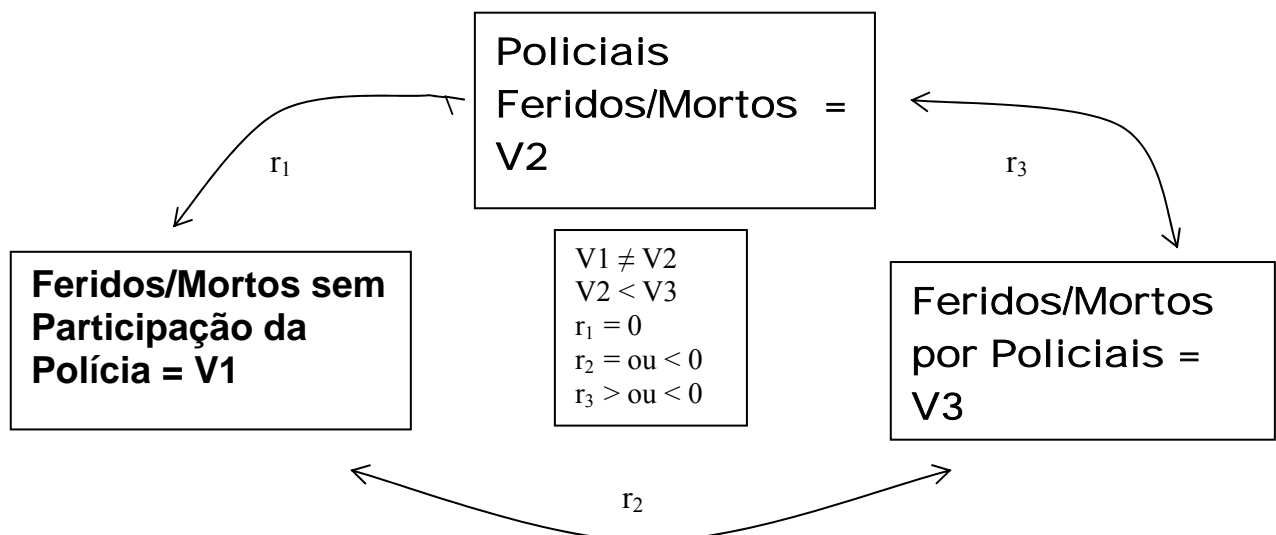 Policiais
Feridos/Mortos =
V2
r₁
r₃
Feridos/Mortos sem
Participação da
Polícia = V1
V1 ≠ V2
V2 < V3
r₁ = 0
r₂ = ou < 0
r₃ > ou < 0
Feridos/Mortos
por Policiais =
V3
r₂